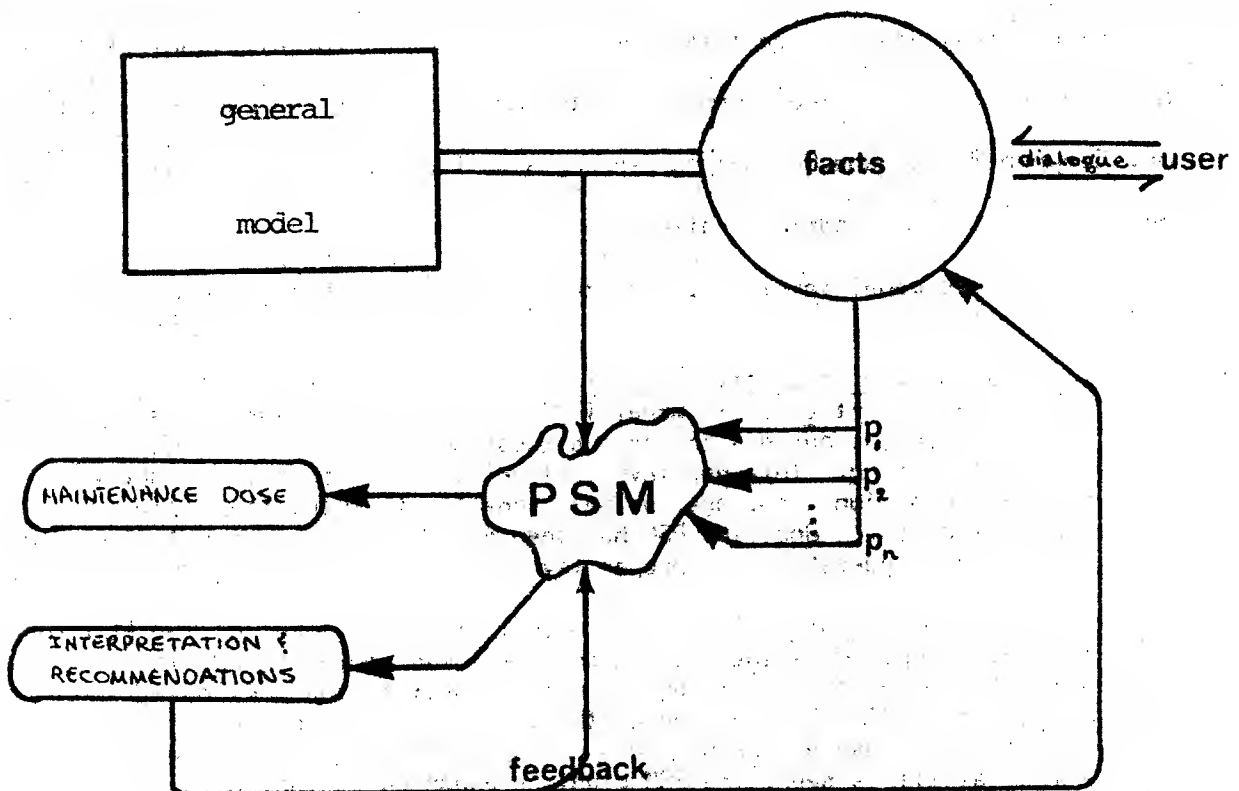 general
model
facts
dialogue
user
p₁
p₂
⋮
pₙ
PSM
MAINTENANCE DOSE
INTERPRETATION &
RECOMMENDATIONS
feedback